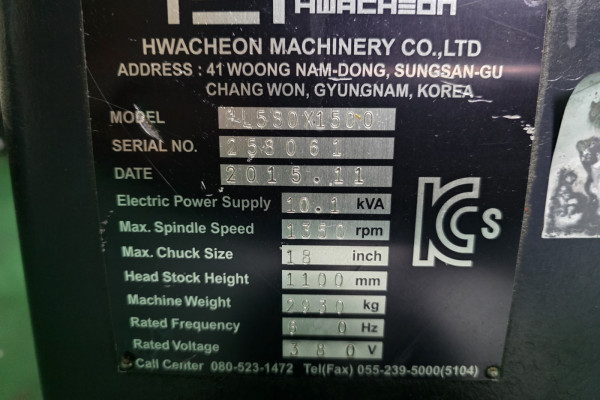 HWACHEON
HWACHEON MACHINERY CO.,LTD
ADDRESS : 41 WOONG NAM-DONG, SUNGSAN-GU
CHANG WON, GYUNGNAM, KOREA
MODEL
SERIAL NO. 258061
DATE 2015.11
Electric Power Supply 10.1 kVA
Max. Spindle Speed 1350 rpm
Max. Chuck Size 18 inch
Head Stock Height 1100 mm
Machine Weight kg
Rated Frequency 60 Hz
Rated Voltage 380 V
Call Center 080-523-1472 Tel(Fax) 055-239-5000(5104)
KCs